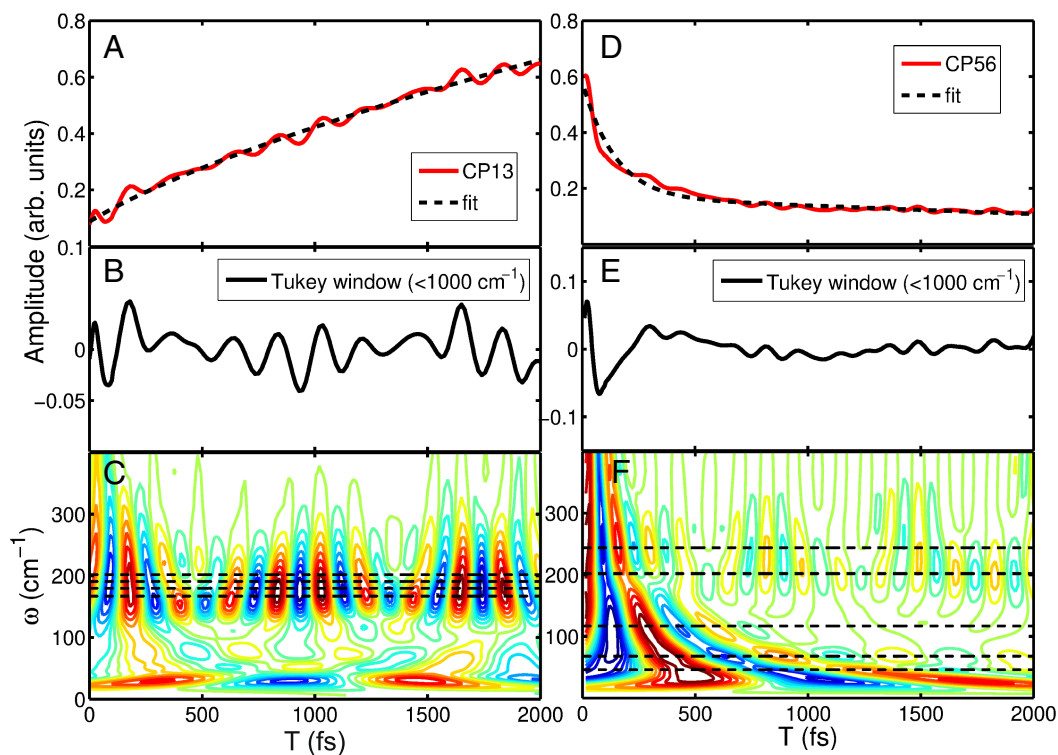 A
0.8
0.6
0.4
0.2
CP13
fit
D
CP56
fit
0.8
0.6
0.4
0.2
Amplitude (arb. units)
B
Tukey window (<1000 cm⁻¹)
0.1
0
−0.05
E
Tukey window (<1000 cm⁻¹)
0.1
0
−0.1
C
300
200
100
0
ω (cm⁻¹)
0 500 1000 1500 2000
T (fs)
F
300
200
100
0 500 1000 1500 2000
T (fs)